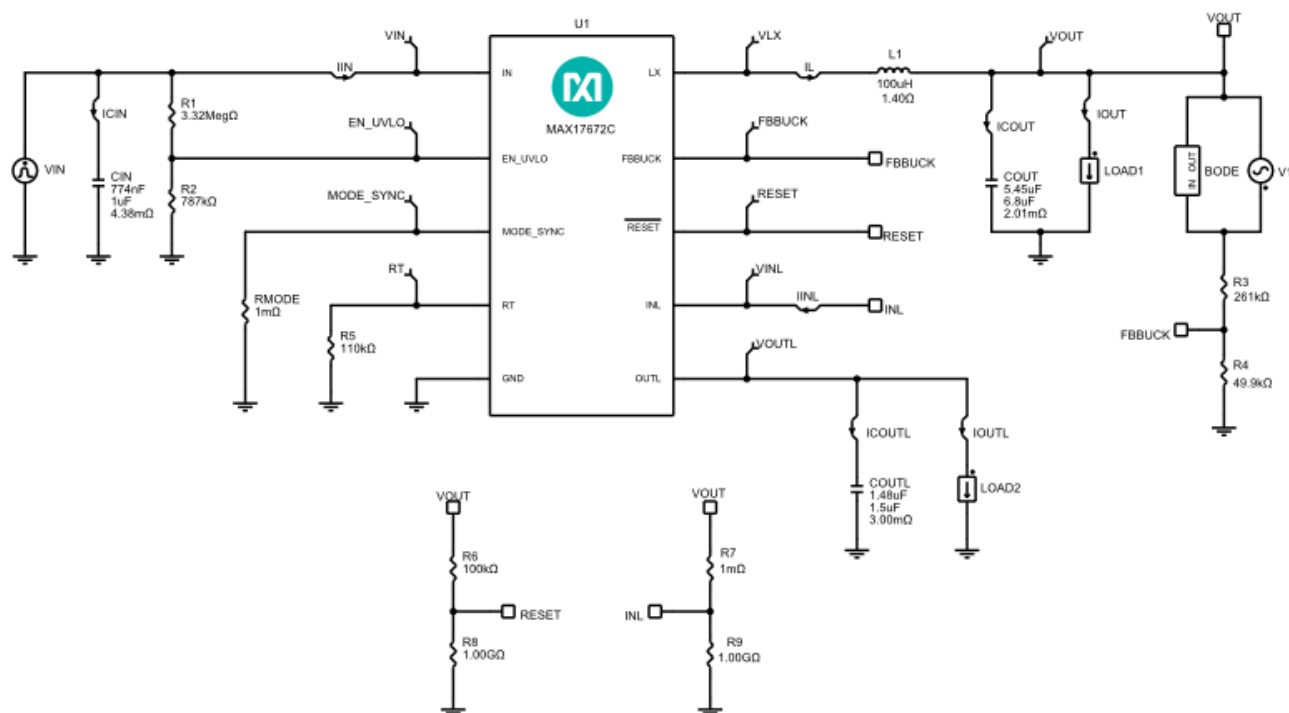 VOUT
U1
VIN
VLX
VOUT
L1
IIN
IN
LX
IL
100uH
1.40Ω
R1
3.32MegΩ
ICIN
EN_UVLO
MAX17672C
FBBUCK
ICOUT
IOUT
EN_UVLO
FBBUCK
FBBUCK
VIN
CIN
774nF
1uF
4.38mΩ
R2
787kΩ
COUT
5.45uF
6.8uF
2.01mΩ
LOAD1
IN OUT
BODE
V1
MODE_SYNC
RESET
MODE_SYNC
RESET
RESET
RT
VINL
RMODE
1mΩ
RT
INL
IINL
INL
R3
261kΩ
R5
110kΩ
FBBUCK
VOUTL
R4
49.9kΩ
GND
OUTL
ICOUTL
IOUTL
COUTL
1.48uF
1.5uF
3.00mΩ
LOAD2
VOUT
VOUT
R6
100kΩ
R7
1mΩ
RESET
INL
R8
1.00GΩ
R9
1.00GΩ